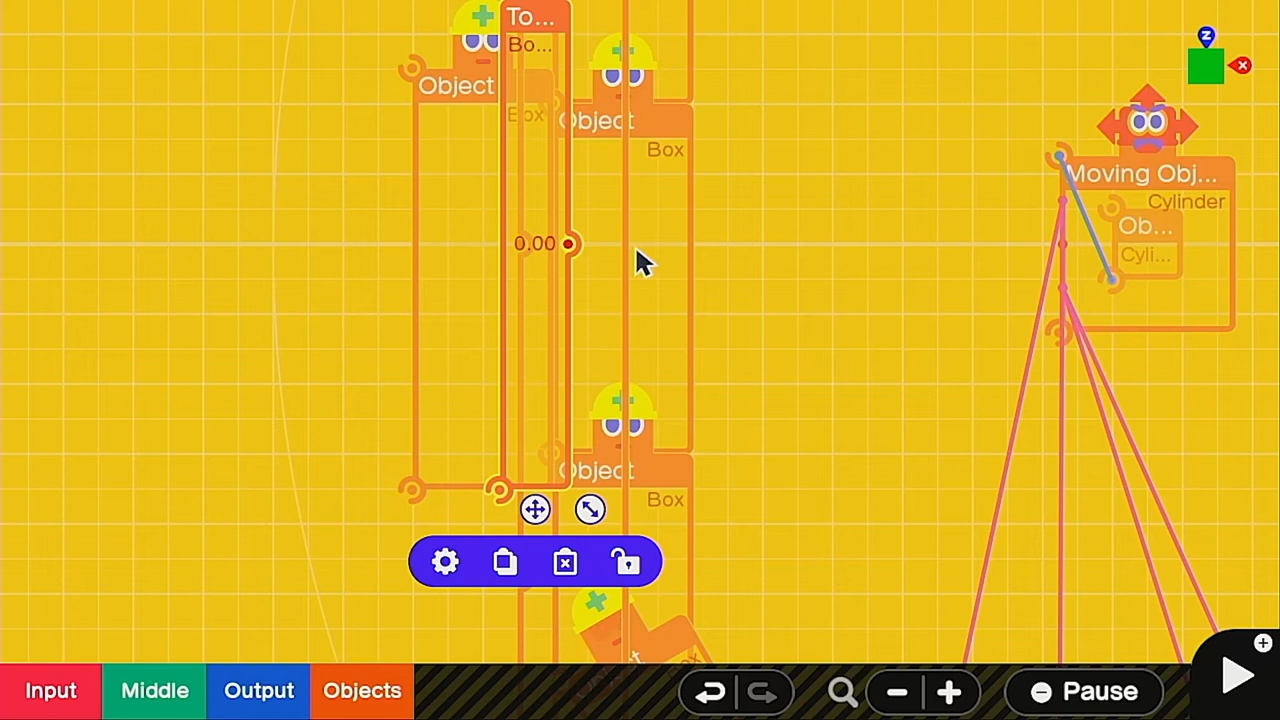 To...
Bo...
Object
Box
Object
Box
0.00
Object
Box
z
x
Moving Obj...
Cylinder
Ob...
Cyli...
Input
Middle
Output
Objects
Pause